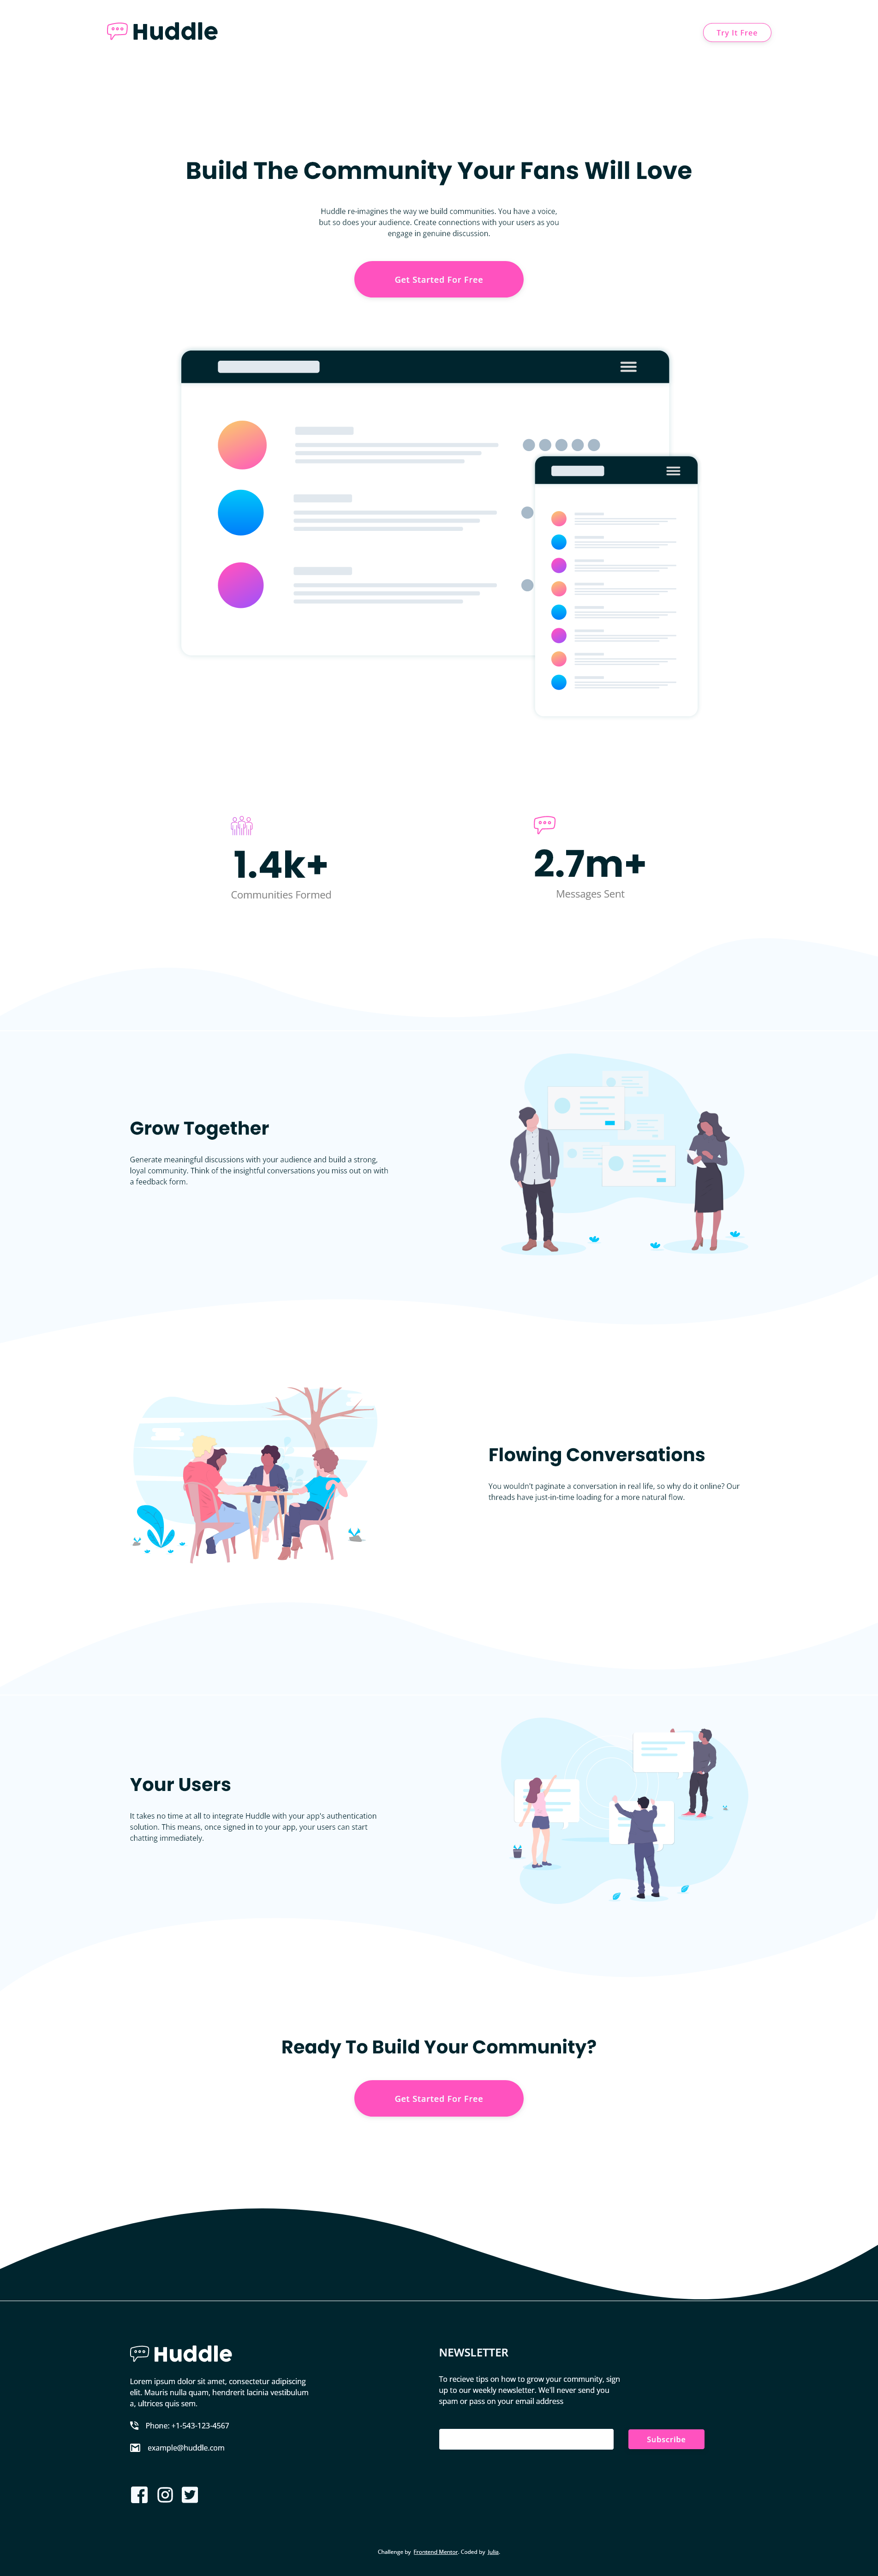 Huddle
Try It Free
Build The Community Your Fans Will Love
Huddle re-imagines the way we build communities. You have a voice,
but so does your audience. Create connections with your users as you
engage in genuine discussion.
Get Started For Free
1.4k+
Communities Formed
2.7m+
Messages Sent
Grow Together
Generate meaningful discussions with your audience and build a strong,
loyal community. Think of the insightful conversations you miss out on with
a feedback form.
Flowing Conversations
You wouldn't paginate a conversation in real life, so why do it online? Our
threads have just-in-time loading for a more natural flow.
Your Users
It takes no time at all to integrate Huddle with your app's authentication
solution. This means, once signed in to your app, your users can start
chatting immediately.
Ready To Build Your Community?
Get Started For Free
Huddle
Lorem ipsum dolor sit amet, consectetur adipiscing
elit. Mauris nulla quam, hendrerit lacinia vestibulum
a, ultrices quis sem.
Phone: +1-543-123-4567
example@huddle.com
NEWSLETTER
To recieve tips on how to grow your community, sign
up to our weekly newsletter. We'll never send you
spam or pass on your email address
Subscribe
Challenge by Frontend Mentor. Coded by Julia.